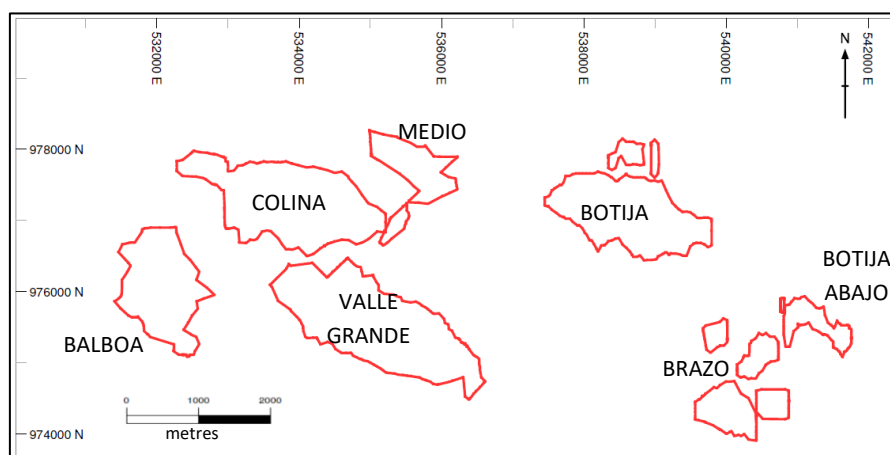 532000 E
534000 E
536000 E
538000 E
540000 E
542000 E
N
978000 N
MEDIO
COLINA
BOTIJA
BOTIJA
ABAJO
976000 N
VALLE
GRANDE
BALBOA
BRAZO
0 1000 2000
metres
974000 N